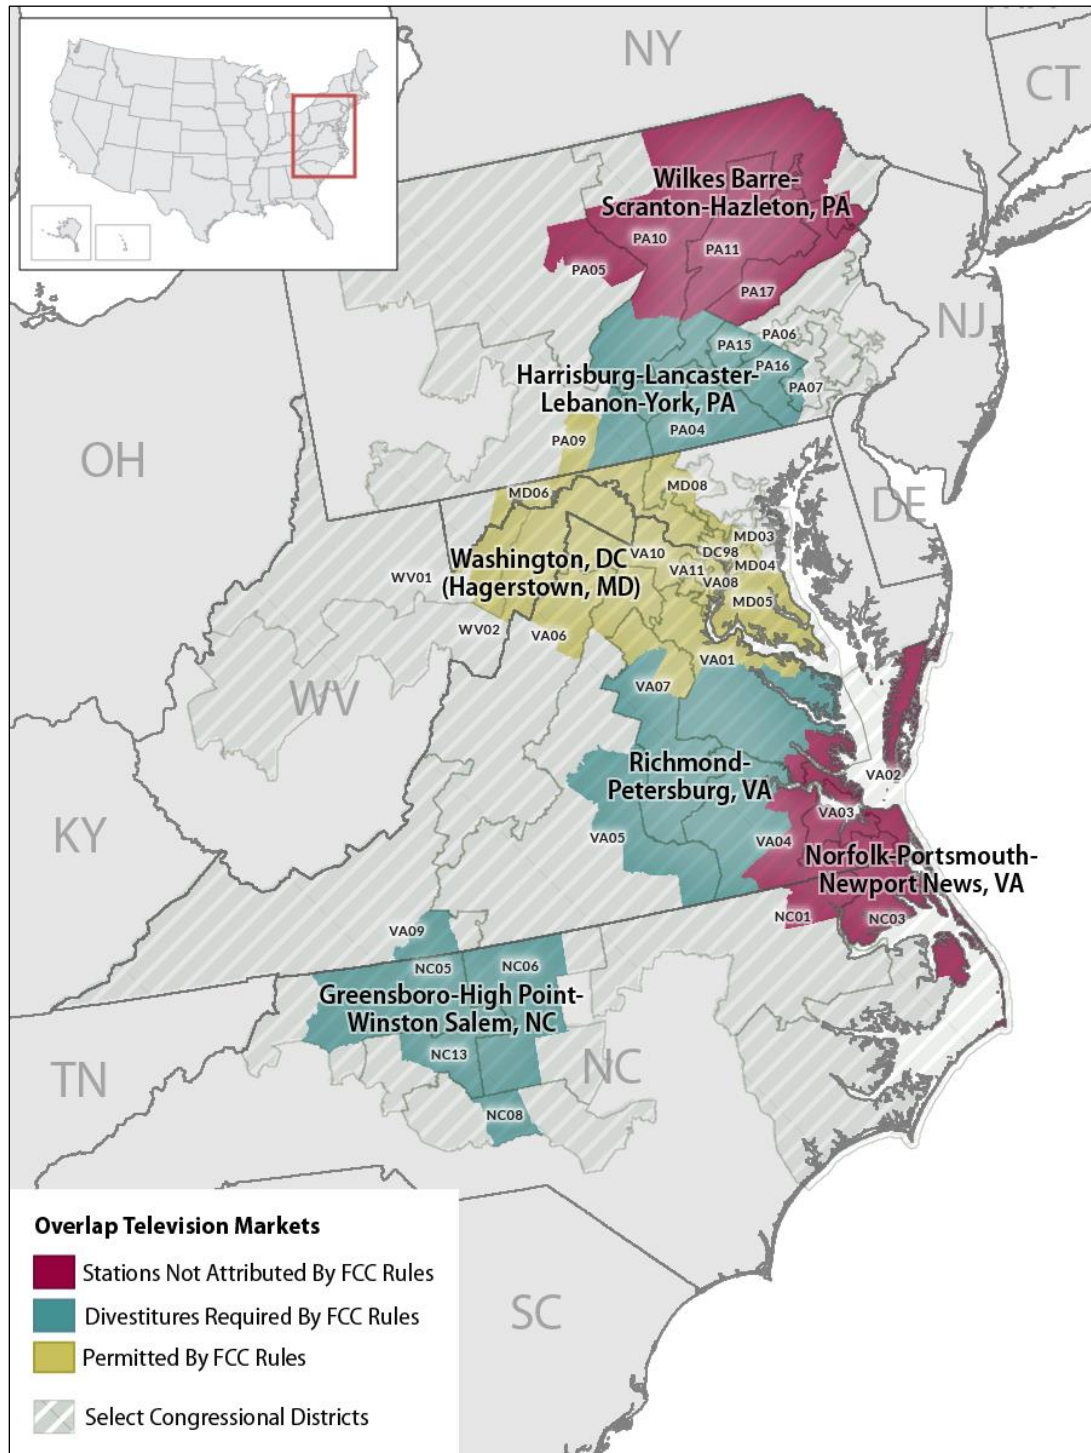 NY
CT
Wilkes Barre-
Scranton-Hazleton, PA
PA10
PA11
PA05
PA17
NJ
PA06
PA15
PA16
PA07
Harrisburg-Lancaster-
Lebanon-York, PA
PA04
PA09
OH
MD06
MD08
DE
MD03
DC98
VA10
MD04
VA11
VA08
Washington, DC
(Hagerstown, MD)
MD05
WV01
WV02
VA06
VA01
VA07
WV
Richmond-
Petersburg, VA
VA02
VA03
VA04
VA05
KY
Norfolk-Portsmouth-
Newport News, VA
NC01
NC03
VA09
NC05
NC06
Greensboro-High Point-
Winston Salem, NC
NC13
NC
TN
NC08
SC
Overlap Television Markets
Stations Not Attributed By FCC Rules
Divestitures Required By FCC Rules
Permitted By FCC Rules
Select Congressional Districts